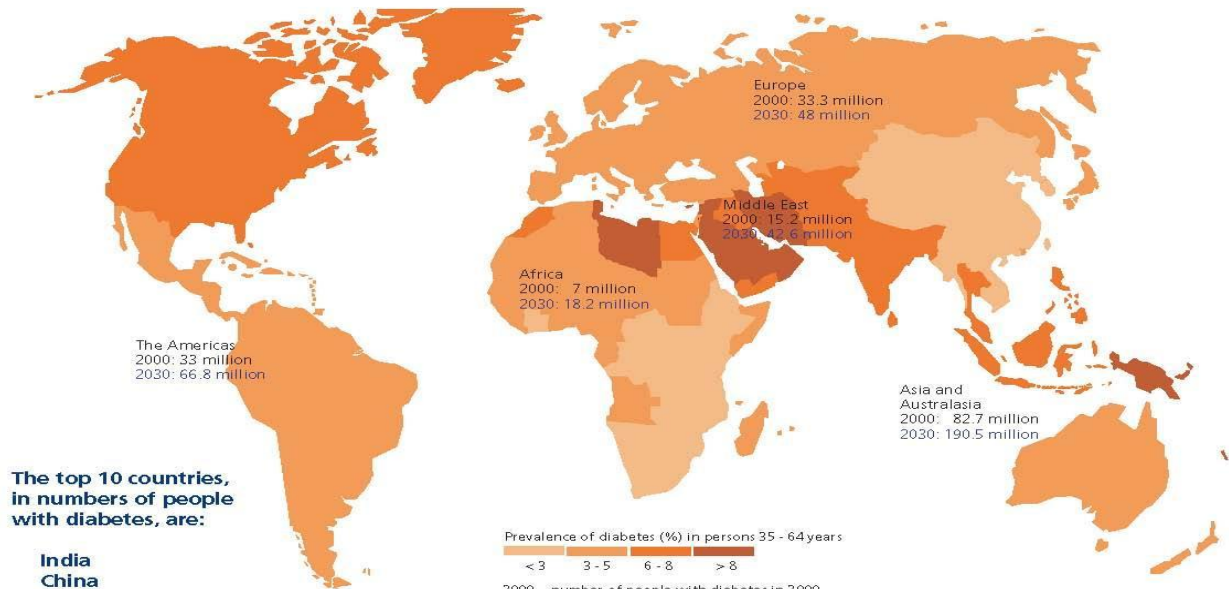 Europe
2000: 33.3 million
2030: 48 million
Middle East
2000: 15.2 million
2030: 42.6 million
Africa
2000: 7 million
2030: 18.2 million
The Americas
2000: 33 million
2030: 66.8 million
Asia and
Australasia
2000: 82.7 million
2030: 190.5 million
The top 10 countries,
in numbers of people
with diabetes, are:
India
China
Prevalence of diabetes (%) in persons 35 - 64 years
< 3 3 - 5 6 - 8 > 8